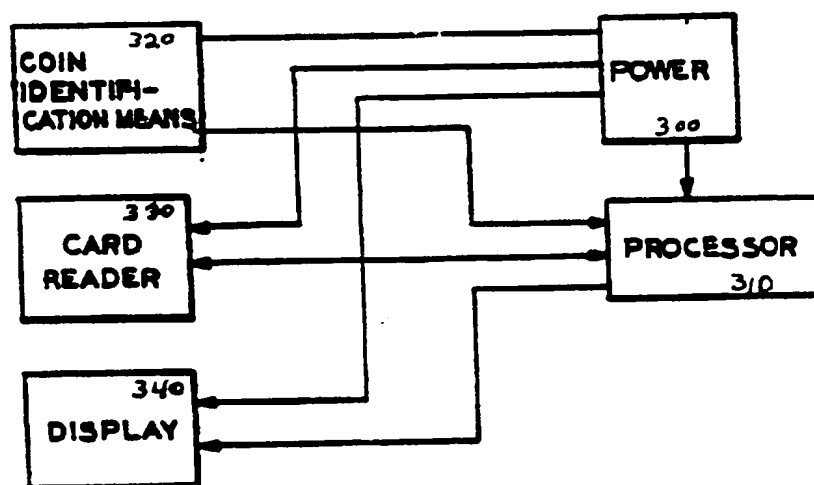 320
COIN
IDENTIFI-
CATION MEANS
POWER
300
330
CARD
READER
PROCESSOR
310
340
DISPLAY